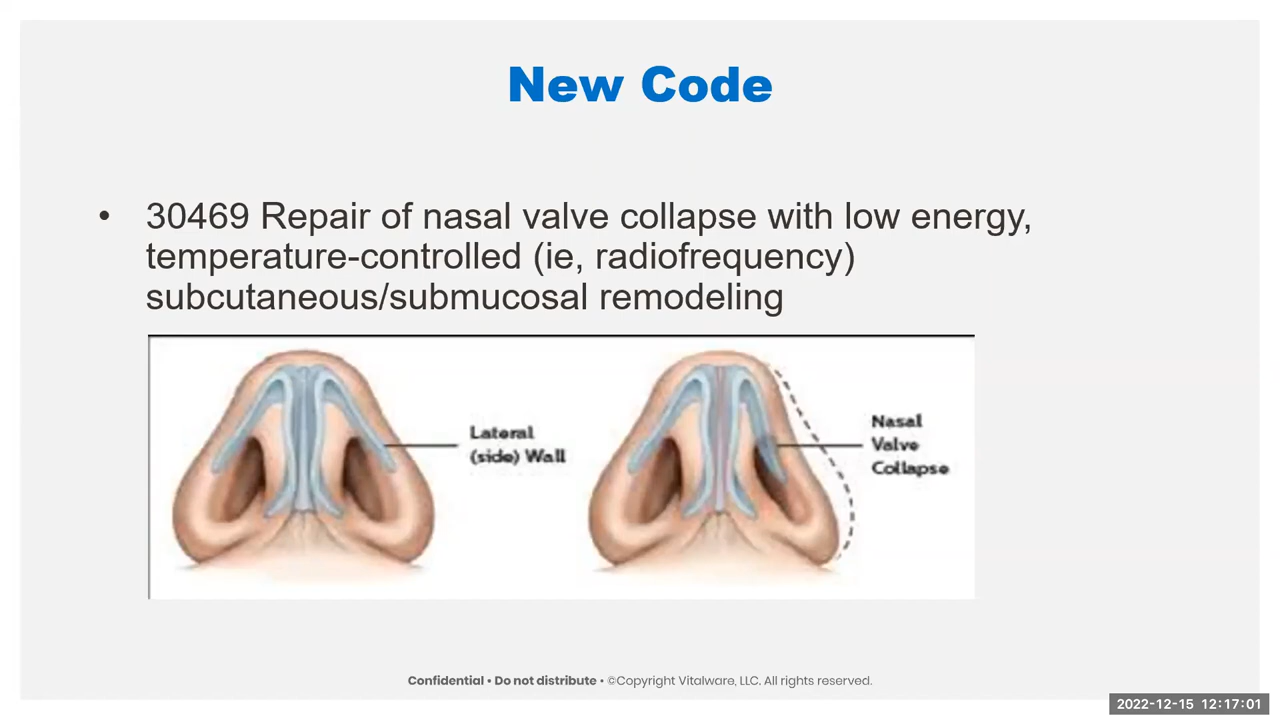 New Code
• 30469 Repair of nasal valve collapse with low energy,
temperature-controlled (ie, radiofrequency)
subcutaneous/submucosal remodeling
Lateral
(side) Wall
Nasal
Valve
Collapse
Confidential • Do not distribute • ©Copyright Vitalware, LLC. All rights reserved.
2022-12-15 12:17:01